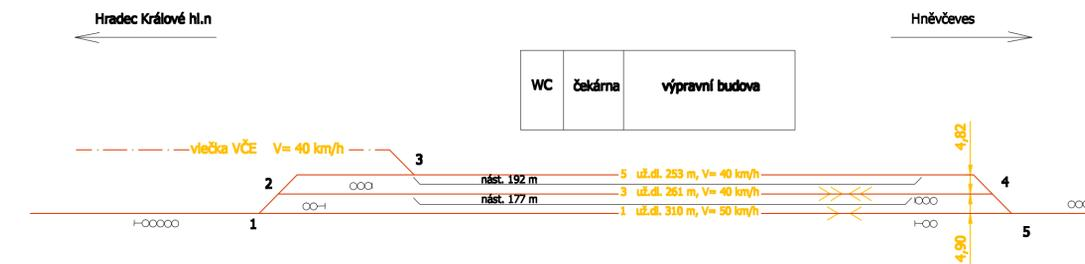 Hradec Králové hl.n
Hněvčeves
WC
čekárna
výpravní budova
4,82
vlečka VČE V= 40 km/h
3
2
nást. 192 m
5 už.dl. 253 m, V= 40 km/h
4
3 už.dl. 261 m, V= 40 km/h
nást. 177 m
1 už.dl. 310 m, V= 50 km/h
1
5
4,90